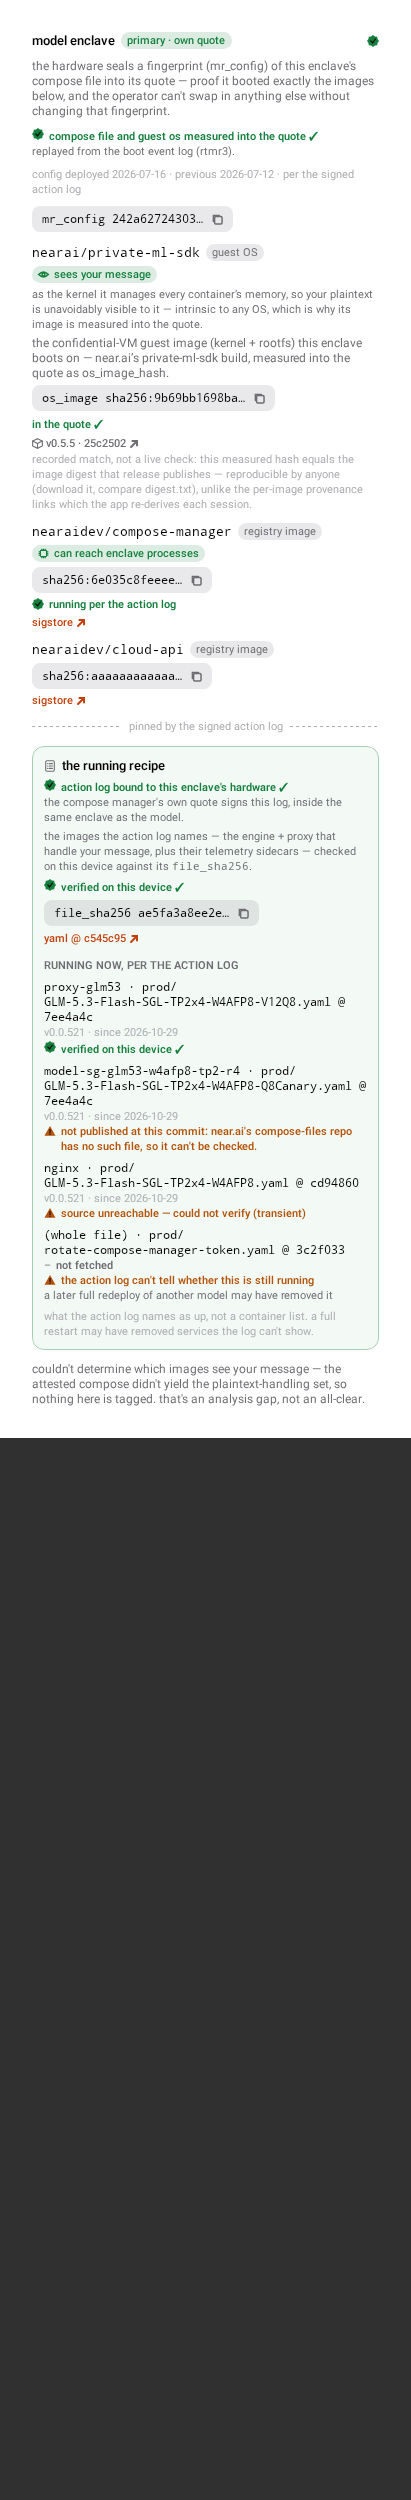 model enclave primary · own quote
the hardware seals a fingerprint (mr_config) of this enclave's
compose file into its quote — proof it booted exactly the images
below, and the operator can't swap in anything else without
changing that fingerprint.
compose file and guest os measured into the quote ✓
replayed from the boot event log (rtmr3).
config deployed 2026-07-16 · previous 2026-07-12 · per the signed
action log
mr_config 242a62724303…
nearai/private-ml-sdk guest OS
sees your message
as the kernel it manages every container's memory, so your plaintext
is unavoidably visible to it — intrinsic to any OS, which is why its
image is measured into the quote.
the confidential-VM guest image (kernel + rootfs) this enclave
boots on — near.ai's private-ml-sdk build, measured into the
quote as os_image_hash.
os_image sha256:9b69bb1698ba…
in the quote ✓
v0.5.5 · 25c2502
recorded match, not a live check: this measured hash equals the
image digest that release publishes — reproducible by anyone
(download it, compare digest.txt), unlike the per-image provenance
links which the app re-derives each session.
nearaidev/compose-manager registry image
can reach enclave processes
sha256:6e035c8feeee…
running per the action log
sigstore
nearaidev/cloud-api registry image
sha256:aaaaaaaaaaaa…
sigstore
pinned by the signed action log
the running recipe
action log bound to this enclave's hardware ✓
the compose manager's own quote signs this log, inside the
same enclave as the model.
the images the action log names — the engine + proxy that
handle your message, plus their telemetry sidecars — checked
on this device against its file_sha256.
verified on this device ✓
file_sha256 ae5fa3a8ee2e…
yaml @ c545c95
RUNNING NOW, PER THE ACTION LOG
proxy-glm53 · prod/
GLM-5.3-Flash-SGL-TP2x4-W4AFP8-V12Q8.yaml @
7ee4a4c
v0.0.521 · since 2026-10-29
verified on this device ✓
model-sg-glm53-w4afp8-tp2-r4 · prod/
GLM-5.3-Flash-SGL-TP2x4-W4AFP8-Q8Canary.yaml @
7ee4a4c
v0.0.521 · since 2026-10-29
not published at this commit: near.ai's compose-files repo
has no such file, so it can't be checked.
nginx · prod/
GLM-5.3-Flash-SGL-TP2x4-W4AFP8.yaml @ cd94860
v0.0.521 · since 2026-10-29
source unreachable — could not verify (transient)
(whole file) · prod/
rotate-compose-manager-token.yaml @ 3c2f033
– not fetched
the action log can't tell whether this is still running
a later full redeploy of another model may have removed it
what the action log names as up, not a container list. a full
restart may have removed services the log can't show.
couldn't determine which images see your message — the
attested compose didn't yield the plaintext-handling set, so
nothing here is tagged. that's an analysis gap, not an all-clear.